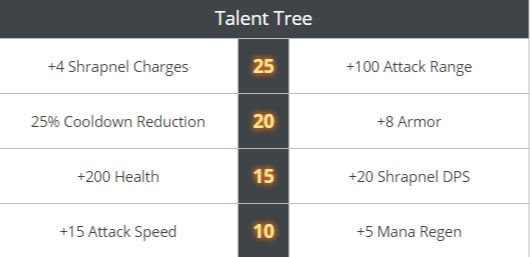 Talent Tree
+4 Shrapnel Charges 25 +100 Attack Range
25% Cooldown Reduction 20 +8 Armor
+200 Health 15 +20 Shrapnel DPS
+15 Attack Speed 10 +5 Mana Regen